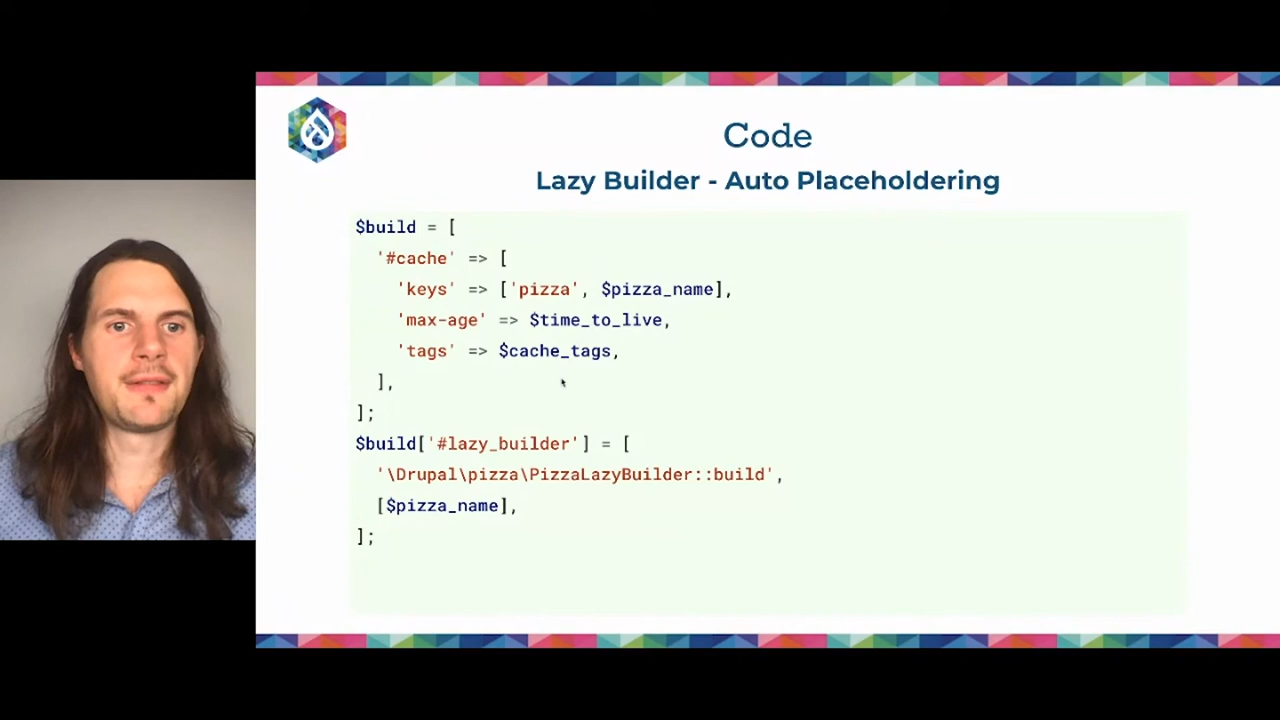 Code
Lazy Builder - Auto Placeholdering
$build = [
  '#cache' => [
    'keys' => ['pizza', $pizza_name],
    'max-age' => $time_to_live,
    'tags' => $cache_tags,
  ],
];
$build['#lazy_builder'] = [
  '\Drupal\pizza\PizzaLazyBuilder::build',
  [$pizza_name],
];